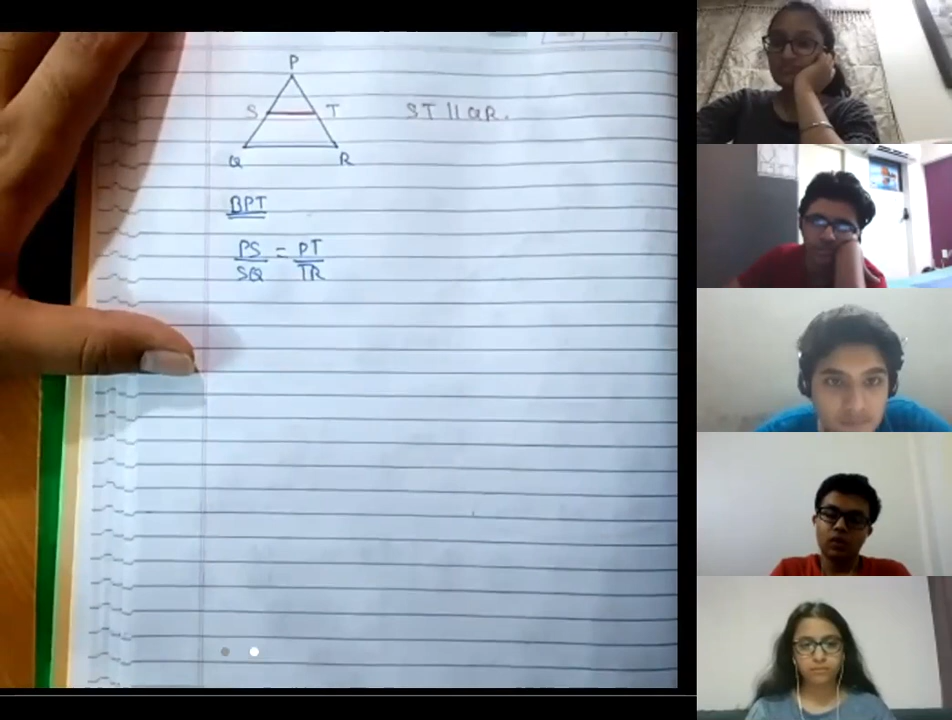 P
S T ST || QR.
Q R
BPT
PS = PT
SQ TR